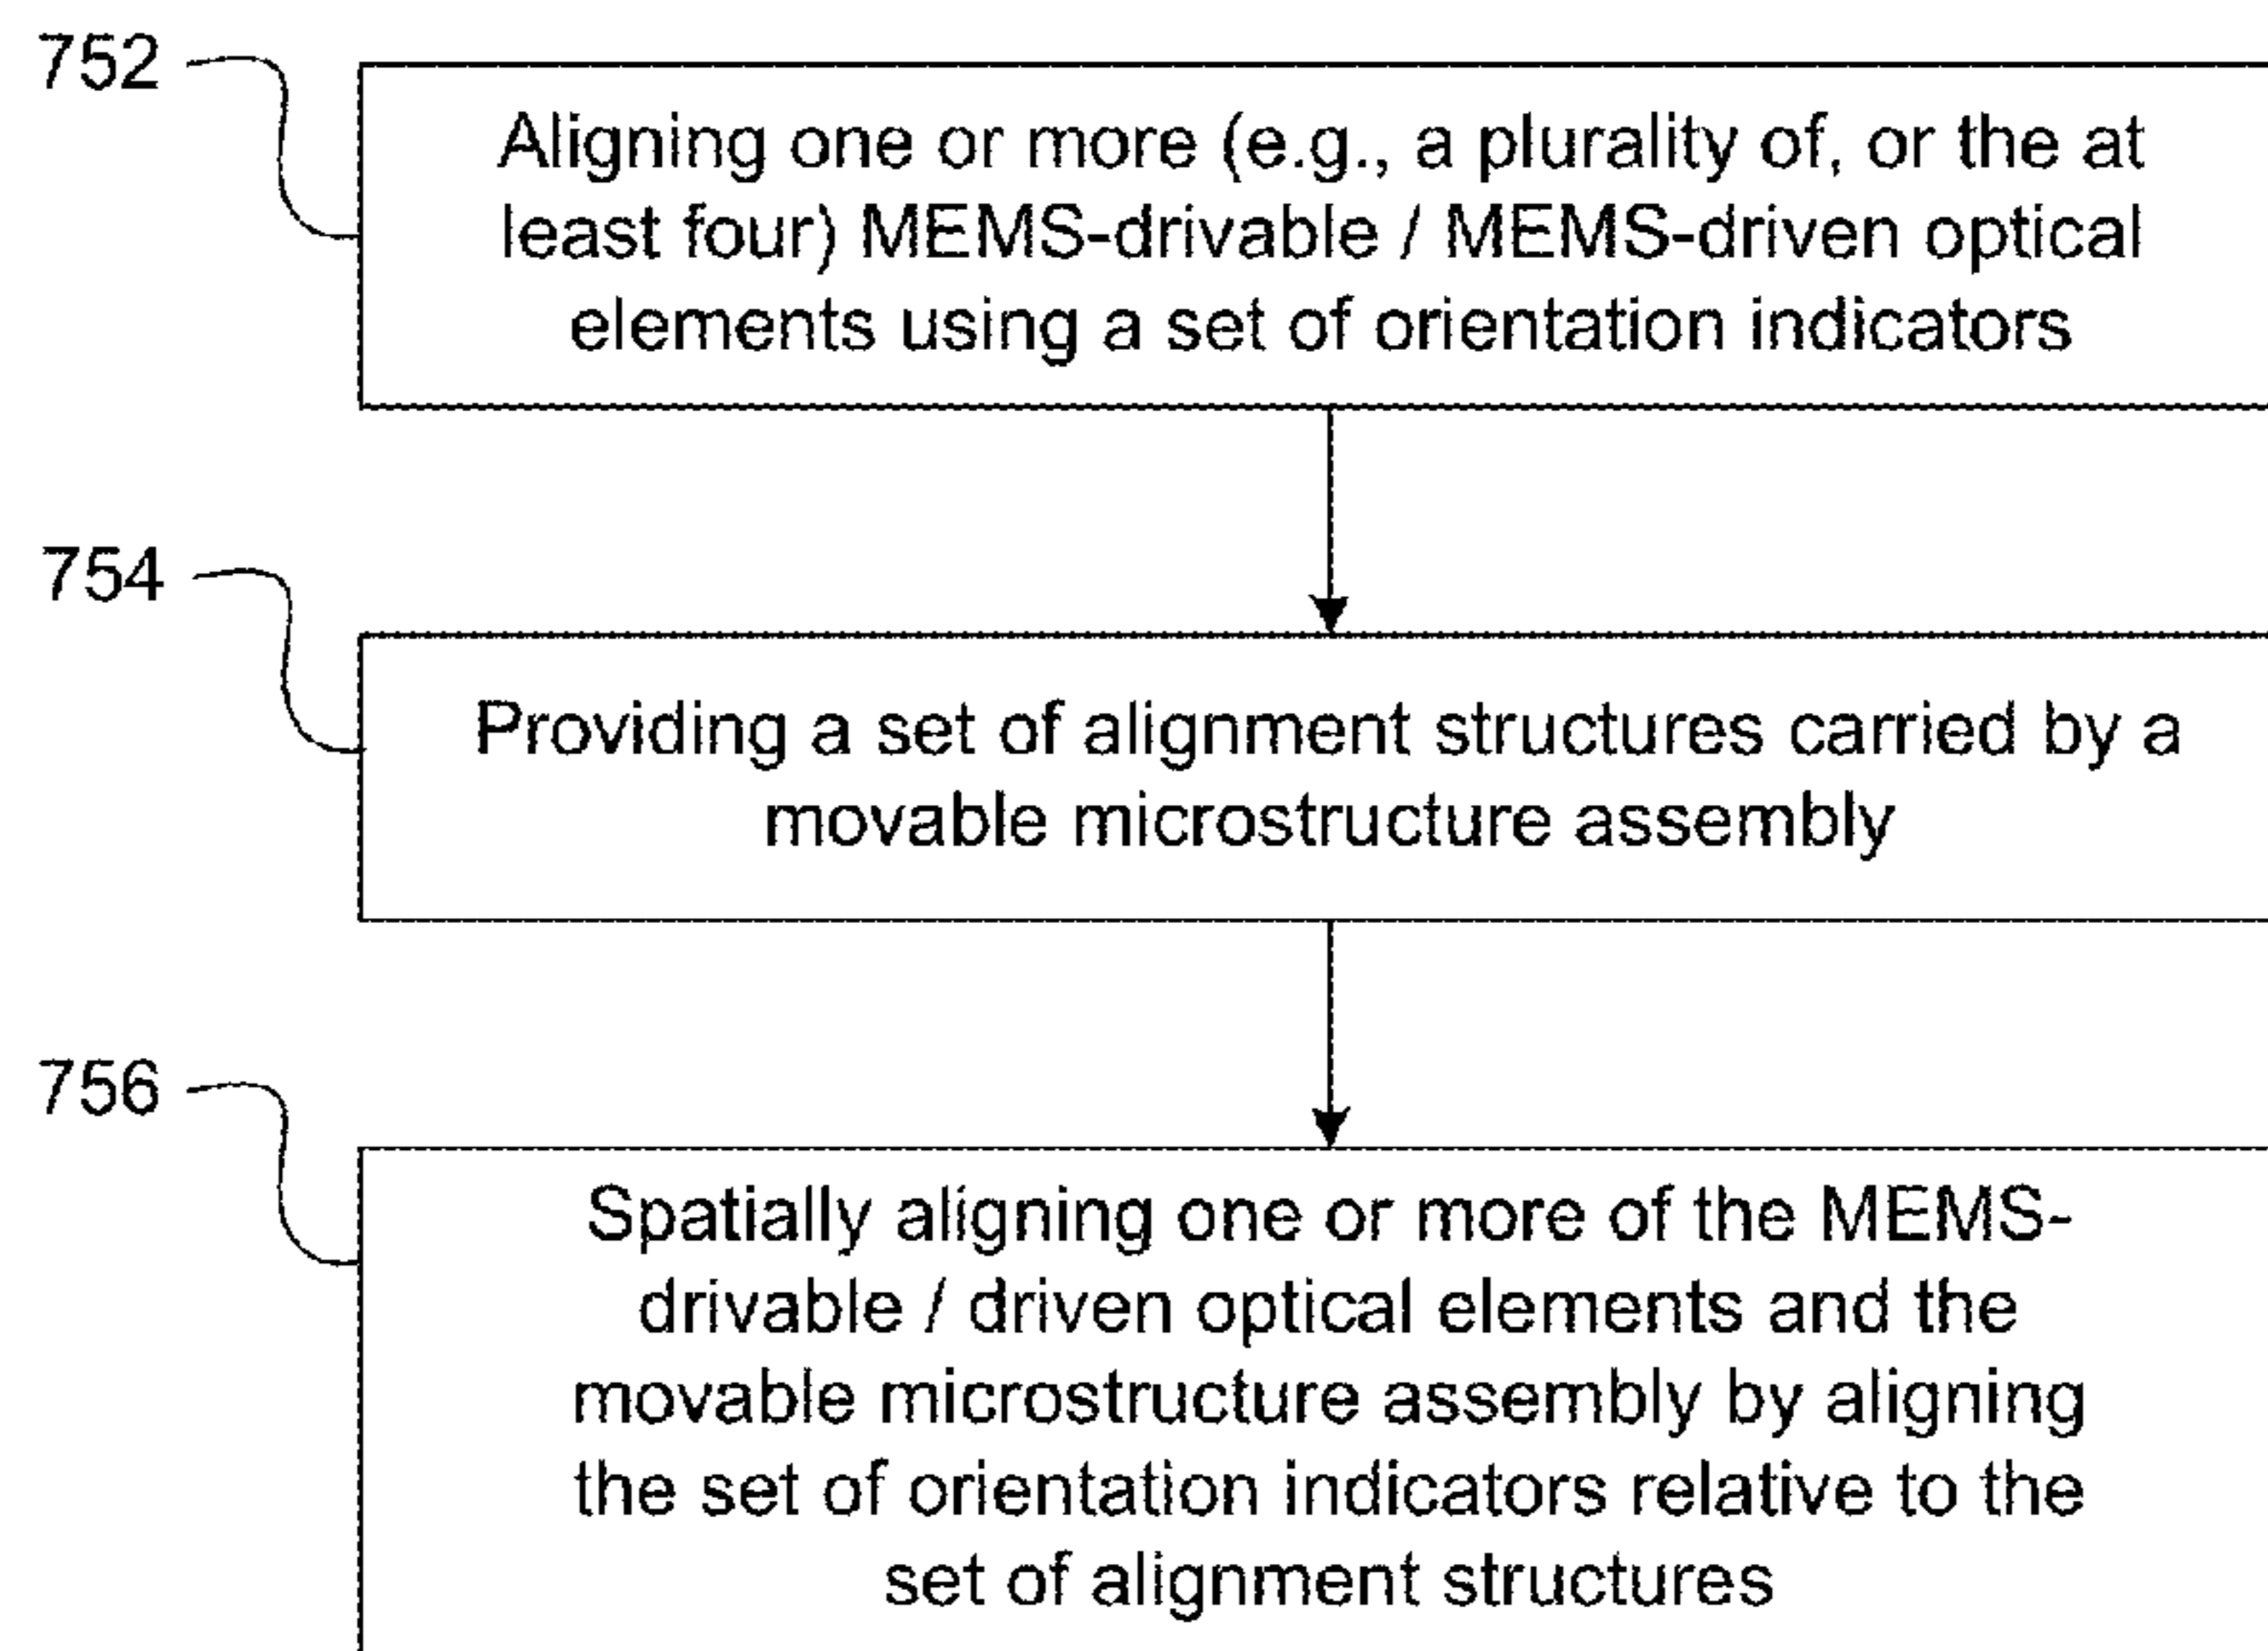 752
Aligning one or more (e.g., a plurality of, or the at
least four) MEMS-drivable / MEMS-driven optical
elements using a set of orientation indicators
754
Providing a set of alignment structures carried by a
movable microstructure assembly
756
Spatially aligning one or more of the MEMS-
drivable / driven optical elements and the
movable microstructure assembly by aligning
the set of orientation indicators relative to the
set of alignment structures